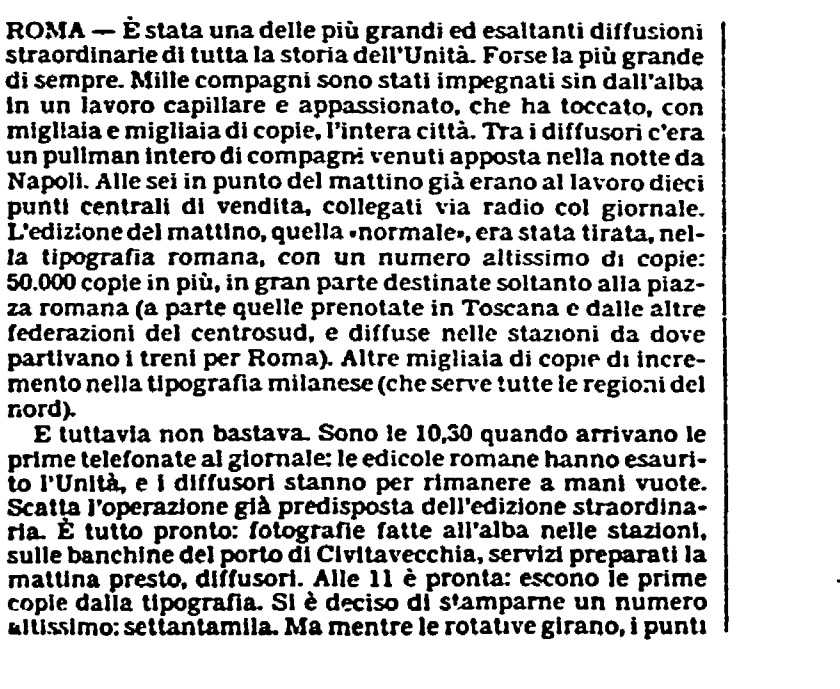 ROMA — È stata una delle più grandi ed esaltanti diffusioni
straordinarie di tutta la storia dell'Unità. Forse la più grande
di sempre. Mille compagni sono stati impegnati sin dall'alba
in un lavoro capillare e appassionato, che ha toccato, con
migliaia e migliaia di copie, l'intera città. Tra i diffusori c'era
un pullman intero di compagni venuti apposta nella notte da
Napoli. Alle sei in punto del mattino già erano al lavoro dieci
punti centrali di vendita, collegati via radio col giornale.
L'edizione del mattino, quella «normale», era stata tirata, nel-
la tipografia romana, con un numero altissimo di copie:
50.000 copie in più, in gran parte destinate soltanto alla piaz-
za romana (a parte quelle prenotate in Toscana e dalle altre
federazioni del centrosud, e diffuse nelle stazioni da dove
partivano i treni per Roma). Altre migliaia di copie di incre-
mento nella tipografia milanese (che serve tutte le regioni del
nord).
E tuttavia non bastava. Sono le 10,30 quando arrivano le
prime telefonate al giornale: le edicole romane hanno esauri-
to l'Unità, e i diffusori stanno per rimanere a mani vuote.
Scatta l'operazione già predisposta dell'edizione straordina-
ria. È tutto pronto: fotografie fatte all'alba nelle stazioni,
sulle banchine del porto di Civitavecchia, servizi preparati la
mattina presto, diffusori. Alle 11 è pronta: escono le prime
copie dalla tipografia. Si è deciso di stamparne un numero
altissimo: settantamila. Ma mentre le rotative girano, i punti